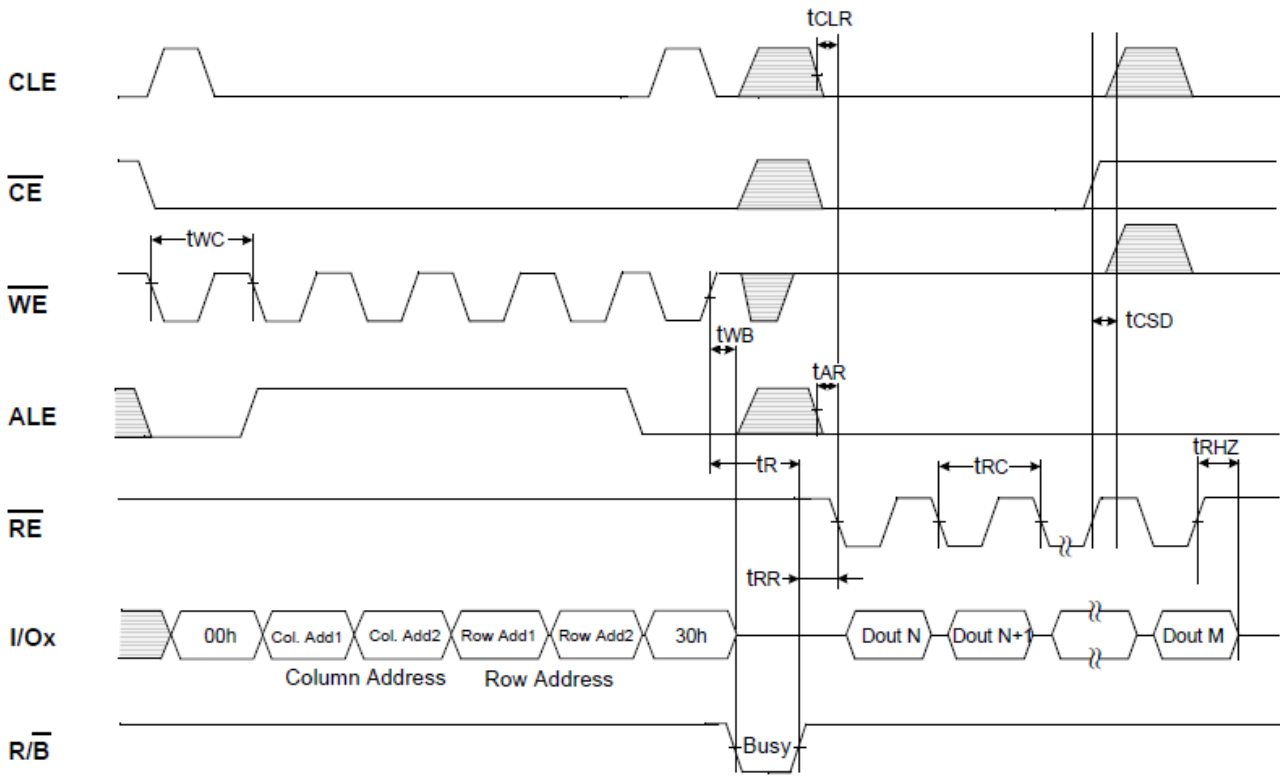 tCLR
CLE
CE
tWC
WE
tWB
tCSD
tAR
ALE
tR
tRC
tRHZ
RE
tRR
I/Ox
00h Col. Add1 Col. Add2 Row Add1 Row Add2 30h Dout N Dout N+1 Dout M
Column Address Row Address
R/B
Busy